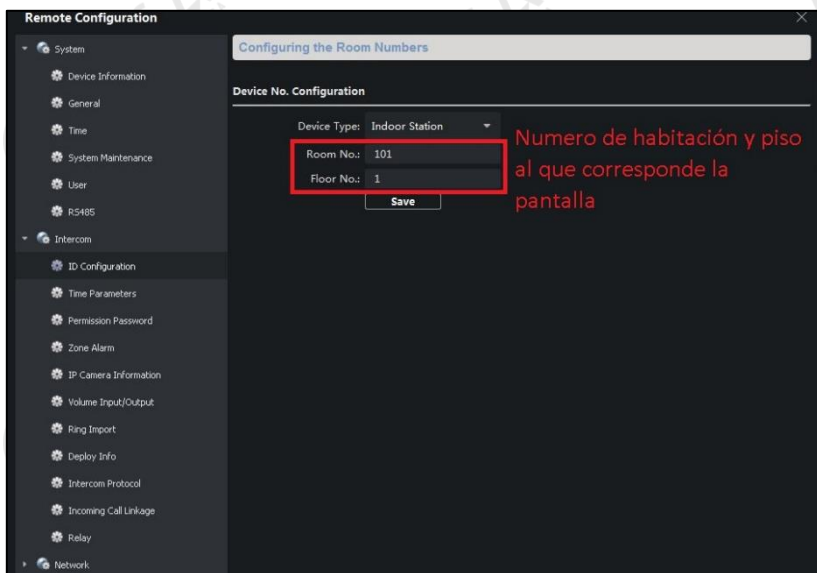 Remote Configuration
System
Device Information
General
Time
System Maintenance
User
RS485
Intercom
ID Configuration
Time Parameters
Permission Password
Zone Alarm
IP Camera Information
Volume Input/Output
Ring Import
Deploy Info
Intercom Protocol
Incoming Call Linkage
Relay
Network
Configuring the Room Numbers
Device No. Configuration
Device Type: Indoor Station
Room No.: 101
Floor No.: 1
Save
Numero de habitación y piso
al que corresponde la
pantalla